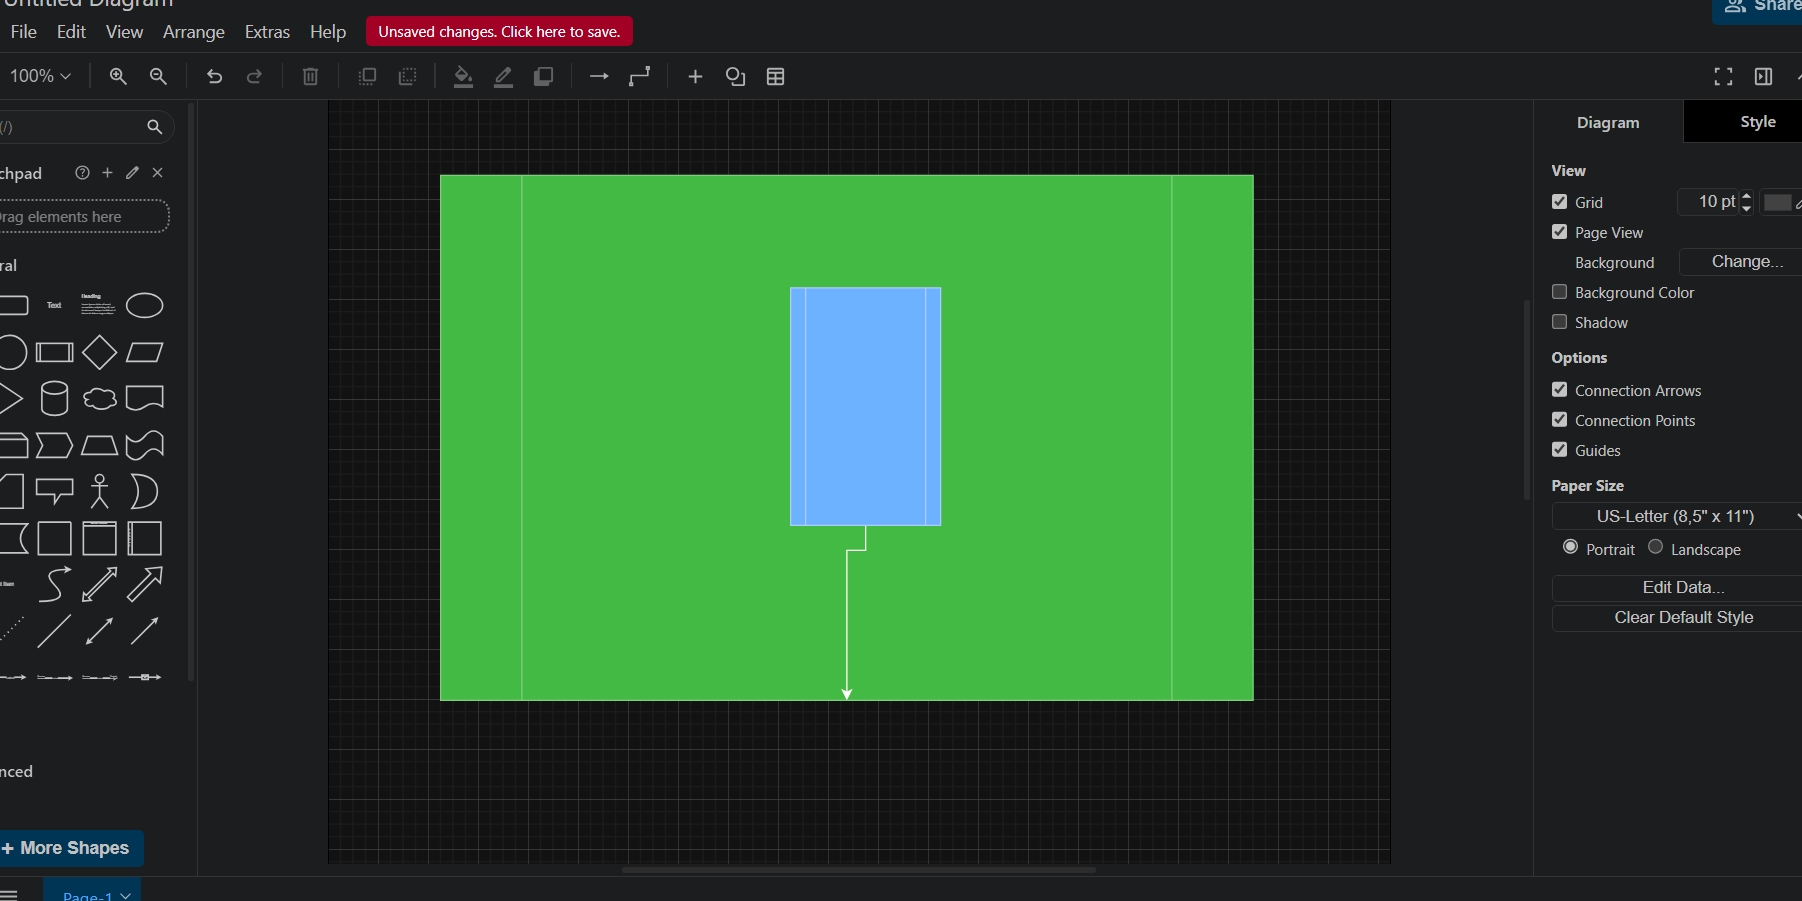 Untitled Diagram
Share
File Edit View Arrange Extras Help Unsaved changes. Click here to save.
100%
(/)
Diagram Style
chpad
rag elements here
View
Grid 10 pt
Page View
Background Change...
Background Color
Shadow
ral
Text Heading
Options
Connection Arrows
Connection Points
Guides
Paper Size
US-Letter (8,5" x 11")
Portrait Landscape
Edit Data...
Clear Default Style
nced
+ More Shapes
Page-1